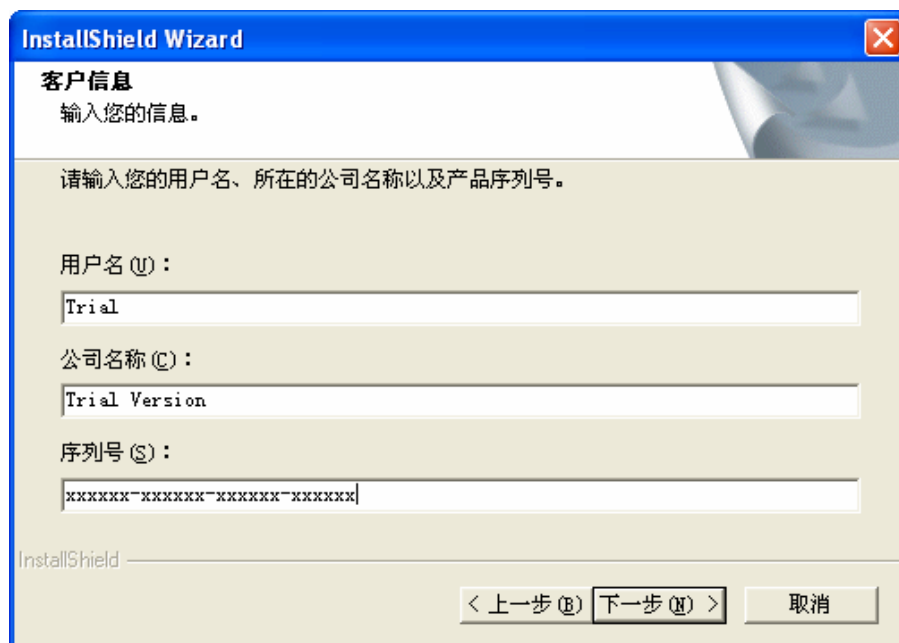 InstallShield Wizard
客户信息
输入您的信息。
请输入您的用户名、所在的公司名称以及产品序列号。
用户名(U)：
Trial
公司名称(C)：
Trial Version
序列号(S)：
xxxxxx-xxxxxx-xxxxxx-xxxxxx
InstallShield
< 上一步(B) 下一步(N) > 取消